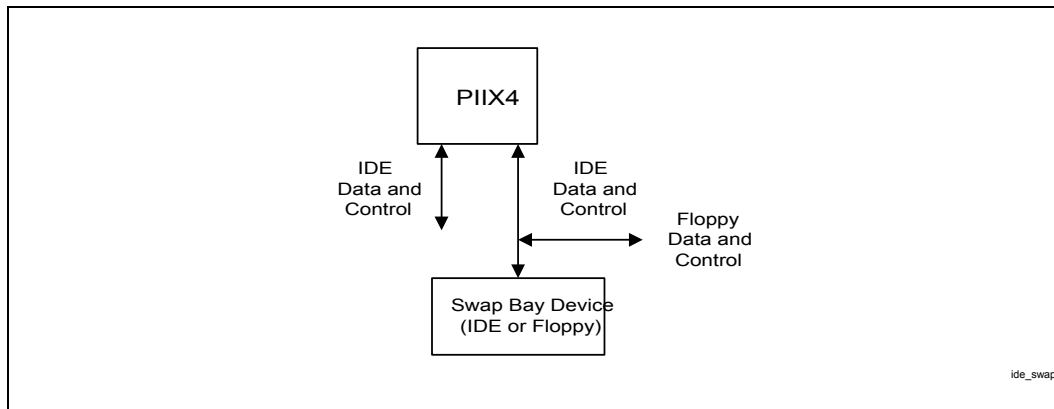 PIIX4
IDE
Data and
Control
IDE
Data and
Control
Floppy
Data and
Control
Swap Bay Device
(IDE or Floppy)
ide_swap